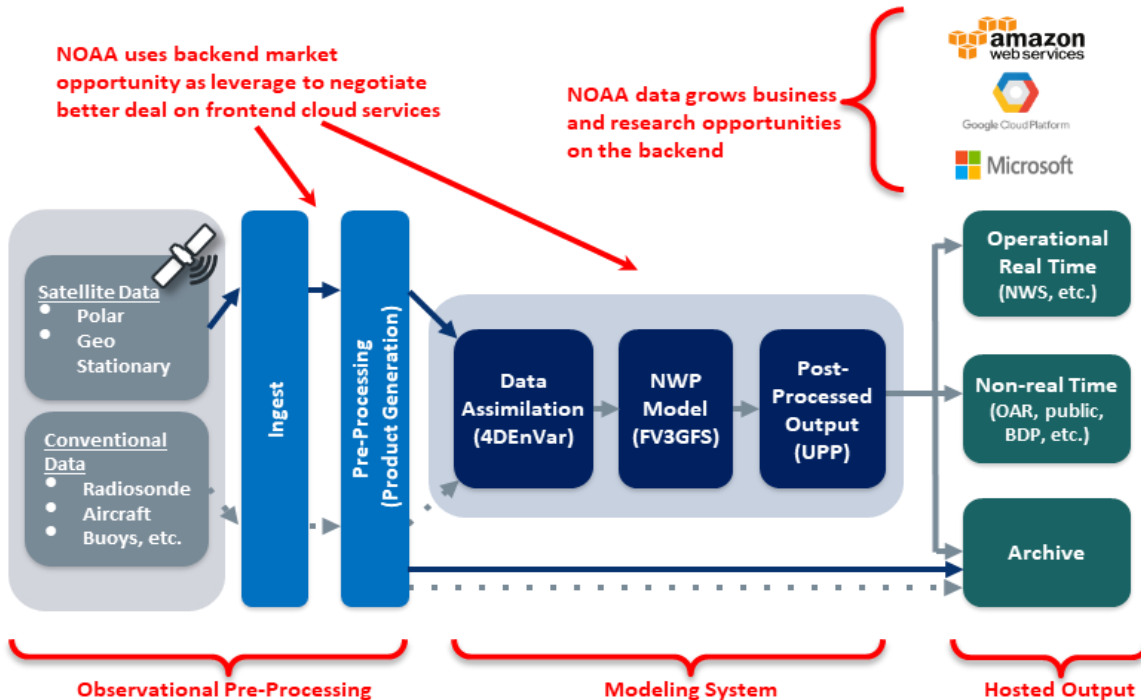 NOAA uses backend market
opportunity as leverage to negotiate
better deal on frontend cloud services
NOAA data grows business
and research opportunities
on the backend
amazon
web services
Google Cloud Platform
Microsoft
Satellite Data
• Polar
• Geo
Stationary
Conventional
Data
• Radiosonde
• Aircraft
• Buoys, etc.
Ingest
Pre-Processing
(Product Generation)
Data
Assimilation
(4DEnVar)
NWP
Model
(FV3GFS)
Post-
Processed
Output
(UPP)
Operational
Real Time
(NWS, etc.)
Non-real Time
(OAR, public,
BDP, etc.)
Archive
Observational Pre-Processing
Modeling System
Hosted Output